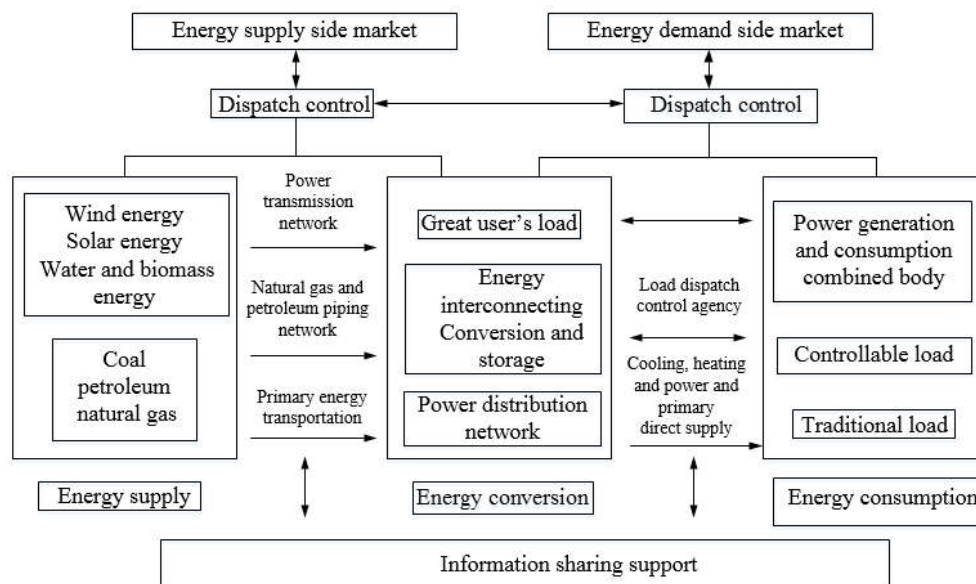 Energy supply side market
Energy demand side market
Dispatch control
Dispatch control
Wind energy
Solar energy
Water and biomass
energy
Coal
petroleum
natural gas
Energy supply
Power
transmission
network
Natural gas and
petroleum piping
network
Primary energy
transportation
Great user's load
Energy
interconnecting
Conversion and
storage
Power distribution
network
Energy conversion
Load dispatch
control agency
Cooling, heating
and power and
primary
direct supply
Power generation
and consumption
combined body
Controllable load
Traditional load
Energy consumption
Information sharing support